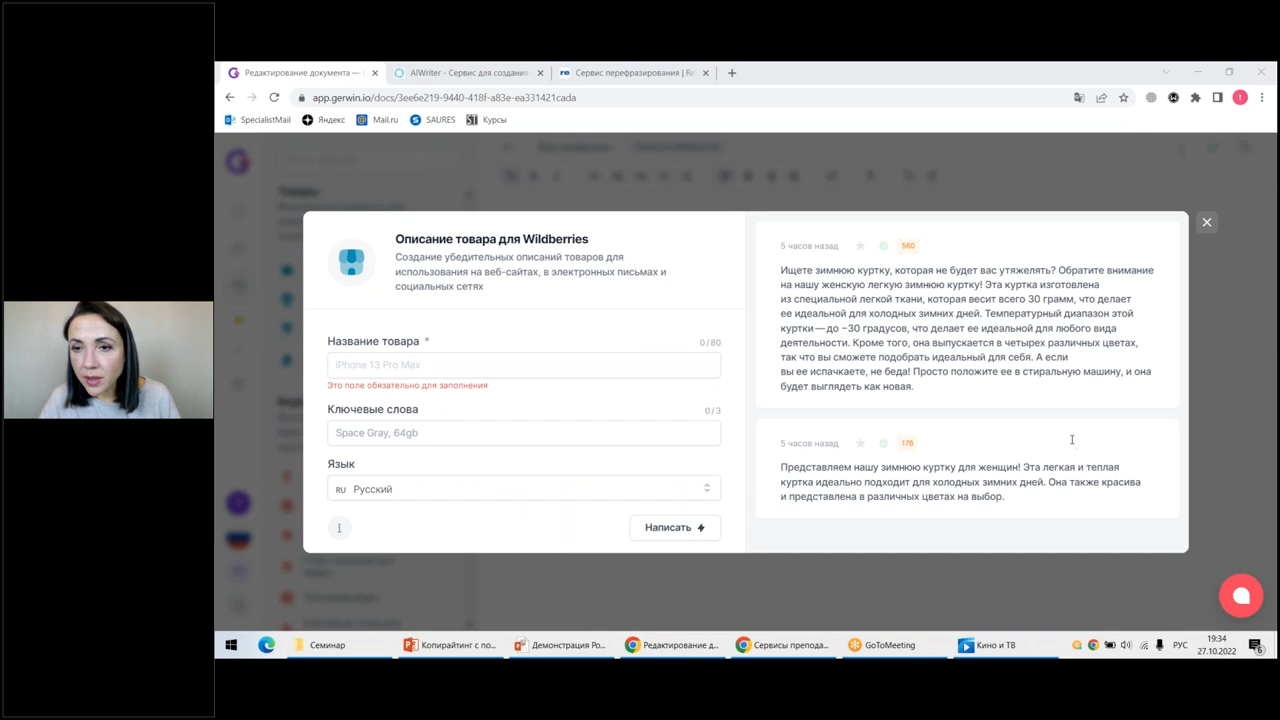 Редактирование документа —
AIWriter - Сервис для создания
re Сервис перефразирования | Re
app.gerwin.io/docs/3ee6e219-9440-418f-a83e-ea331421cada
SpecialistMail
Яндекс
Mail.ru
SAURES
Курсы
Описание товара для Wildberries
Создание убедительных описаний товаров для
использования на веб-сайтах, в электронных письмах и
социальных сетях
Название товара *
0/80
iPhone 13 Pro Max
Это поле обязательно для заполнения
Ключевые слова
0/3
Space Gray, 64gb
Язык
RU Русский
Написать
5 часов назад
560
Ищете зимнюю куртку, которая не будет вас утяжелять? Обратите внимание
на нашу женскую легкую зимнюю куртку! Эта куртка изготовлена
из специальной легкой ткани, которая весит всего 30 грамм, что делает
ее идеальной для холодных зимних дней. Температурный диапазон этой
куртки — до −30 градусов, что делает ее идеальной для любого вида
деятельности. Кроме того, она выпускается в четырех различных цветах,
так что вы сможете подобрать идеальный для себя. А если
вы ее испачкаете, не беда! Просто положите ее в стиральную машину, и она
будет выглядеть как новая.
5 часов назад
176
Представляем нашу зимнюю куртку для женщин! Эта легкая и теплая
куртка идеально подходит для холодных зимних дней. Она также красива
и представлена в различных цветах на выбор.
Семинар
Копирайтинг с по...
Демонстрация Po...
Редактирование д...
Сервисы препода...
GoToMeeting
Кино и ТВ
РУС
19:34
27.10.2022
6